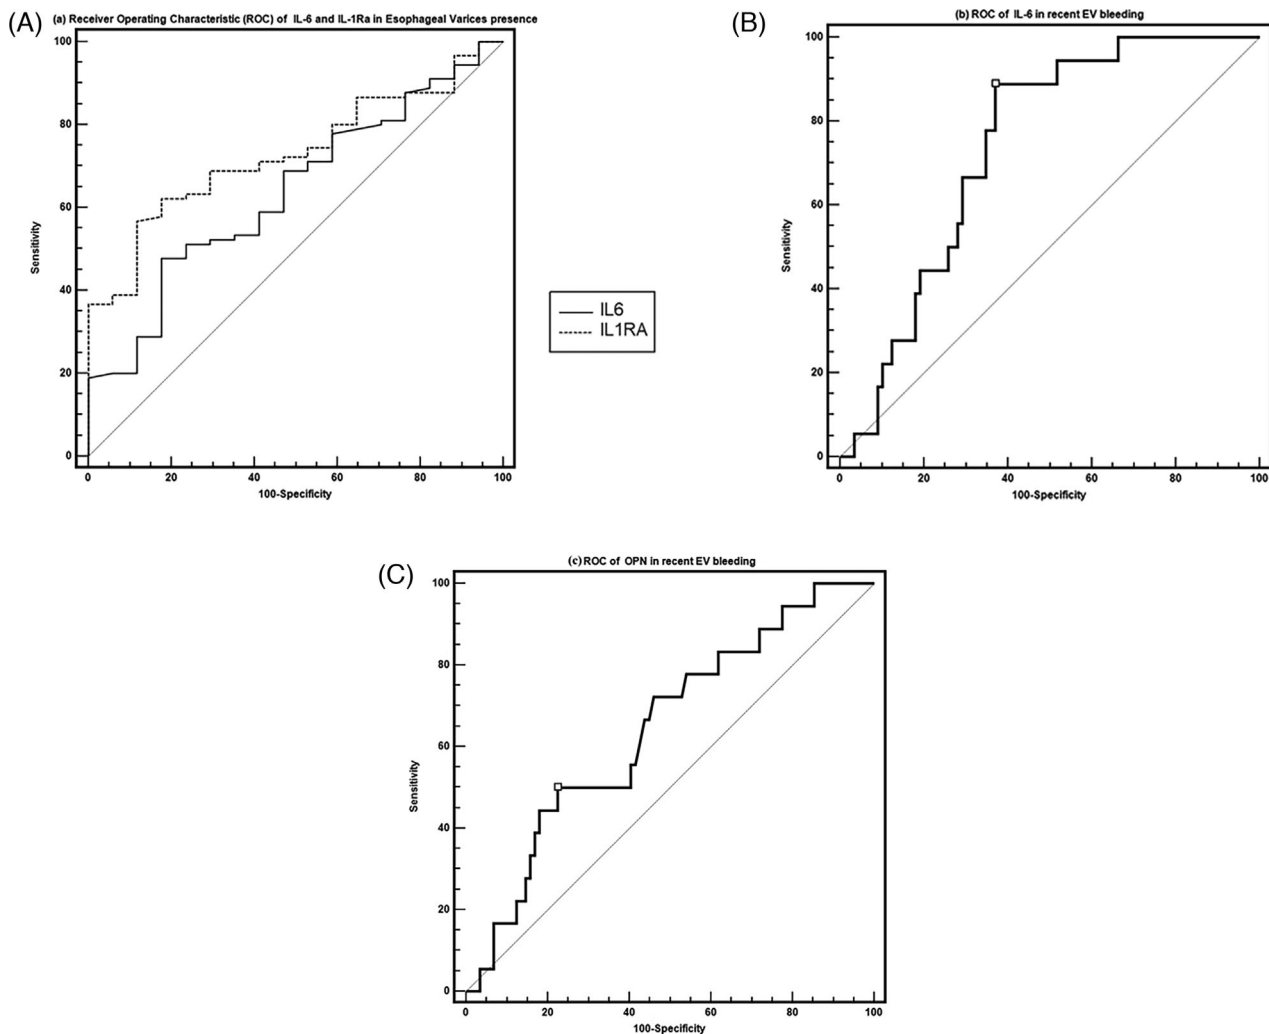 (A)
(a) Receiver Operating Characteristic (ROC) of IL-6 and IL-1Ra in Esophageal Varices presence
100
80
60
40
20
0
Sensitivity
0 20 40 60 80 100
100-Specificity
IL6
IL1RA
(B)
(b) ROC of IL-6 in recent EV bleeding
100
80
60
40
20
0
Sensitivity
0 20 40 60 80 100
100-Specificity
(C)
(c) ROC of OPN in recent EV bleeding
100
80
60
40
20
0
Sensitivity
0 20 40 60 80 100
100-Specificity